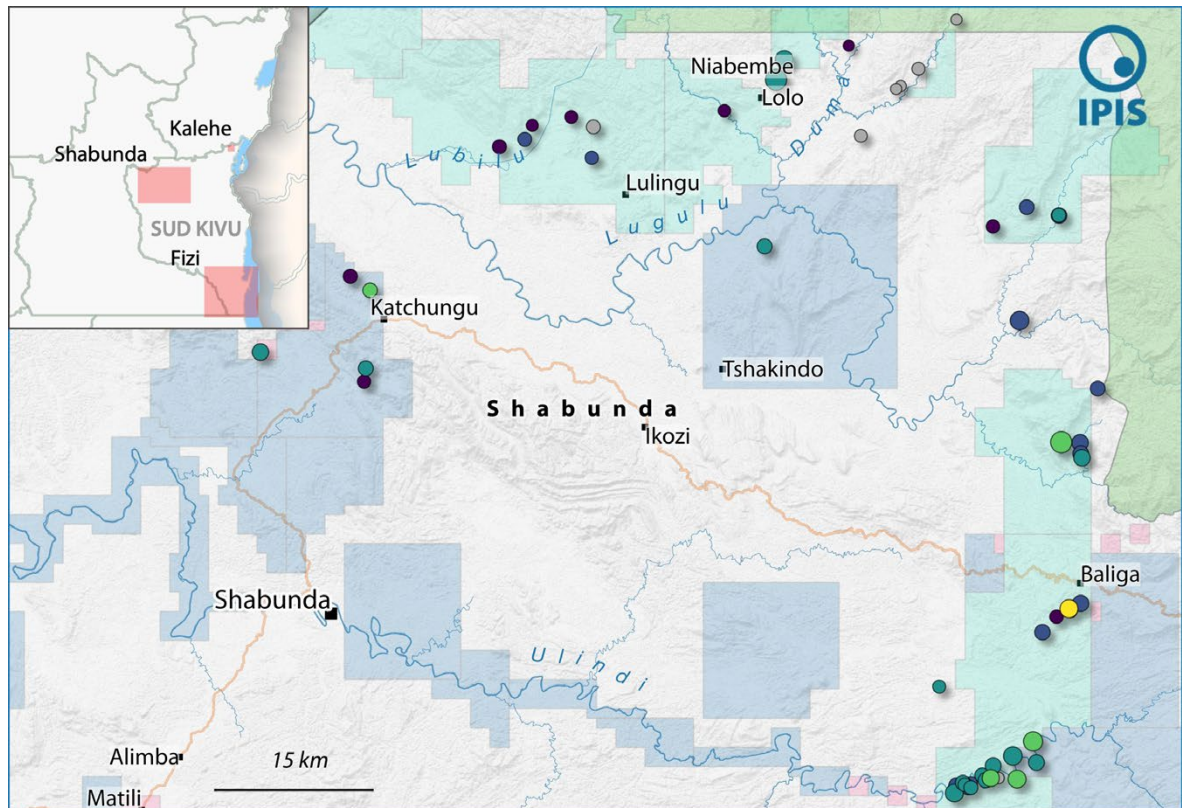 Kalehe
Shabunda
SUD KIVU
Fizi
IPIS
Niabembe
Lolo
Duma
Lubilu
Lulingu
Lugulu
Katchungu
Tshakindo
Shabunda
Ikozi
Baliga
Shabunda
Ulindi
Alimba
15 km
Matili